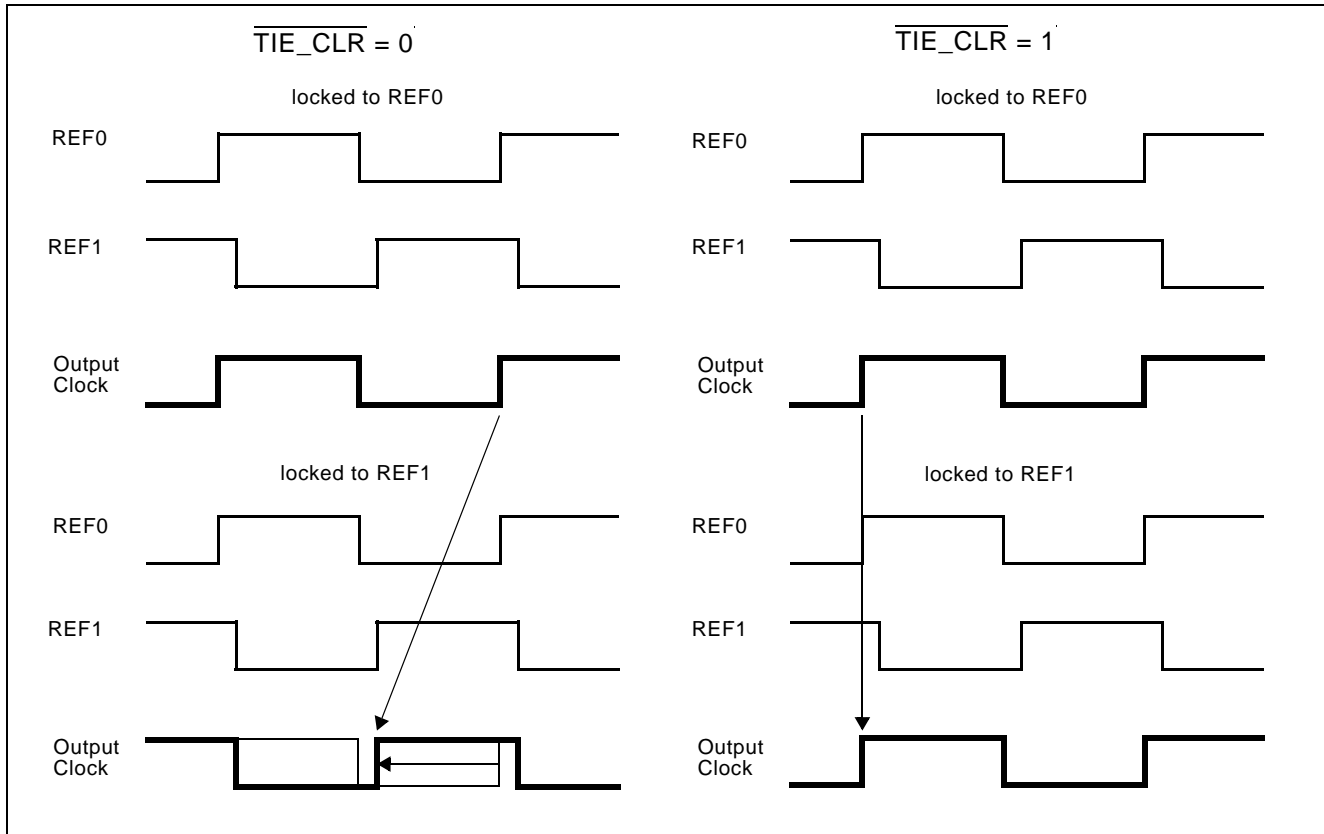 TIE_CLR = 0
locked to REF0
REF0
REF1
Output
Clock
locked to REF1
REF0
REF1
Output
Clock
TIE_CLR = 1
locked to REF0
REF0
REF1
Output
Clock
locked to REF1
REF0
REF1
Output
Clock